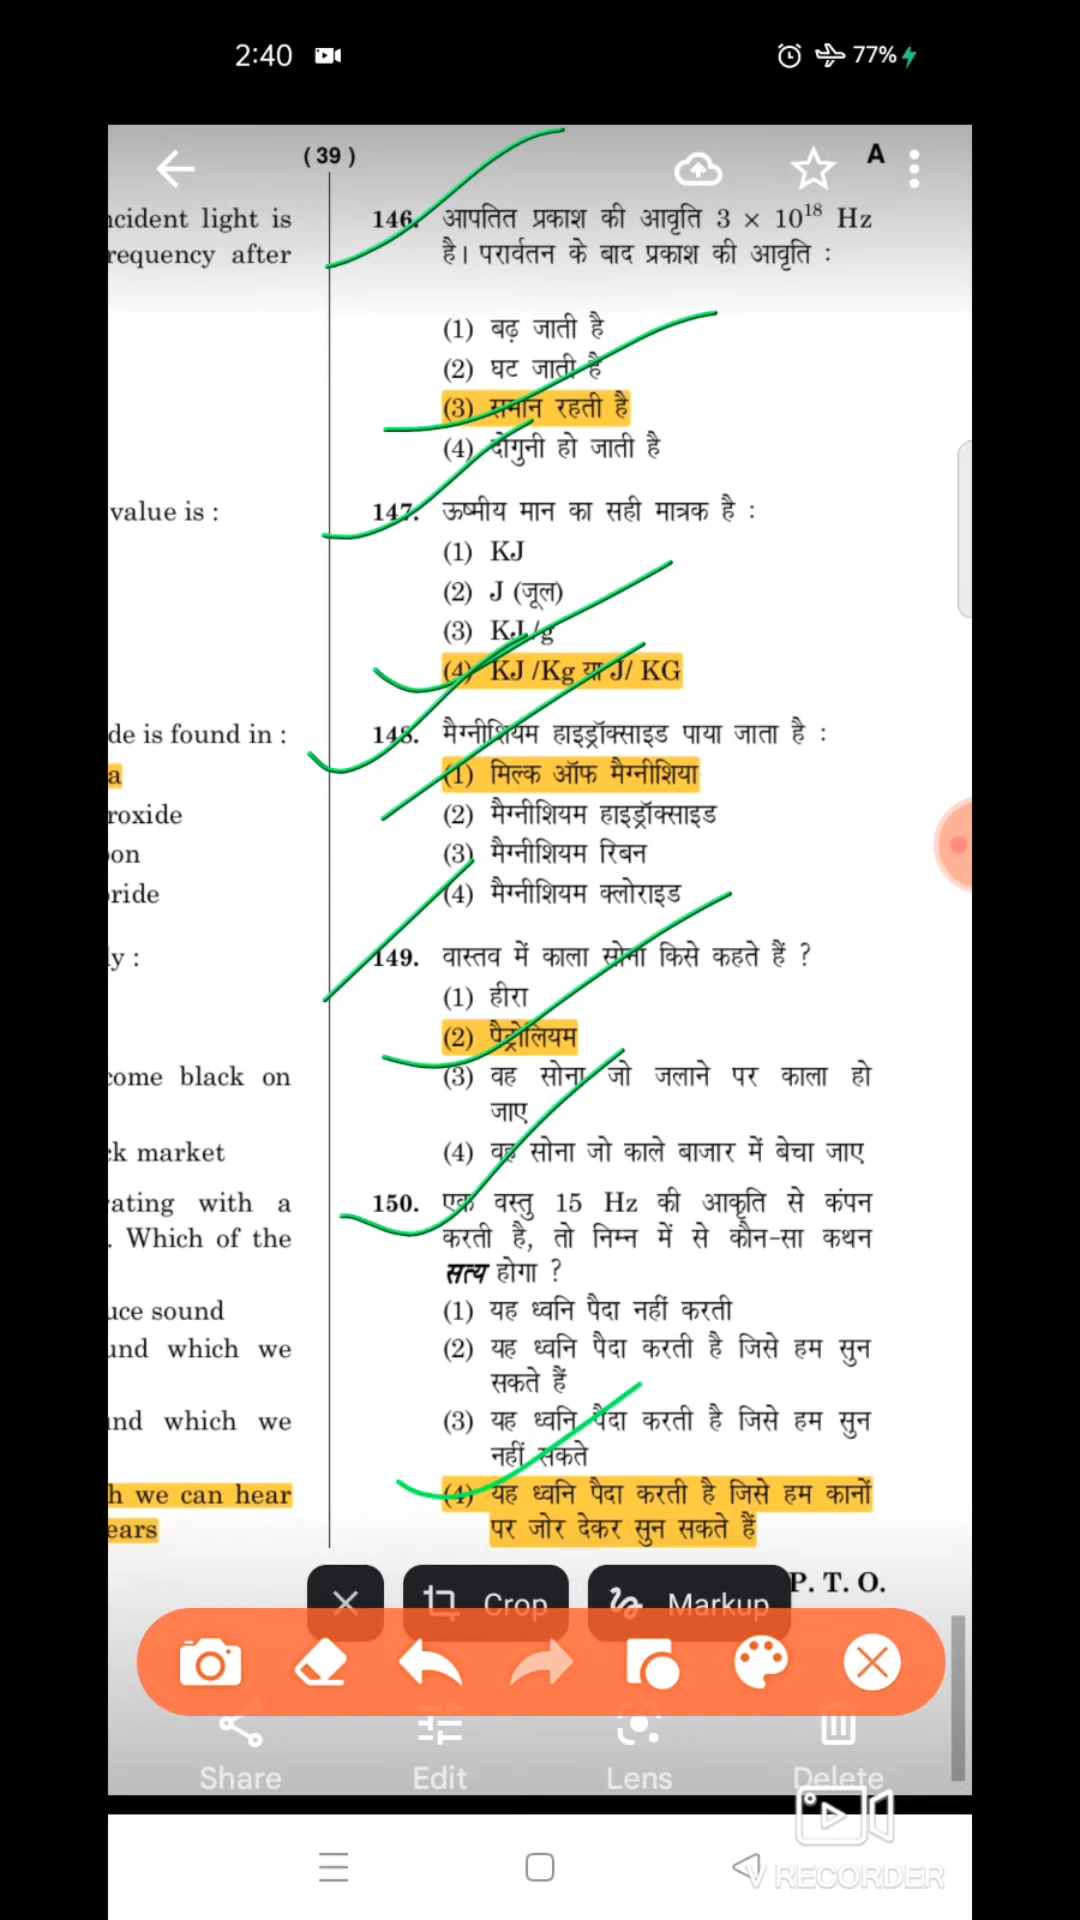 2:40
77%
( 39 )
A
ncident light is
requency after
146. आपतित प्रकाश की आवृति 3 × 10¹⁸ Hz
है। परार्वतन के बाद प्रकाश की आवृति :
(1) बढ़ जाती है
(2) घट जाती है
(3) समान रहती है
(4) दोगुनी हो जाती है
value is :
147. ऊष्मीय मान का सही मात्रक है :
(1) KJ
(2) J (जूल)
(3) KJ/g
(4) KJ /Kg या J/ KG
de is found in :
a
roxide
on
ride
148. मैग्नीशियम हाइड्रॉक्साइड पाया जाता है :
(1) मिल्क ऑफ मैग्नीशिया
(2) मैग्नीशियम हाइड्रॉक्साइड
(3) मैग्नीशियम रिबन
(4) मैग्नीशियम क्लोराइड
y :
come black on
ck market
149. वास्तव में काला सोना किसे कहते हैं ?
(1) हीरा
(2) पैट्रोलियम
(3) वह सोना जो जलाने पर काला हो
जाए
(4) वह सोना जो काले बाजार में बेचा जाए
rating with a
. Which of the
uce sound
und which we
und which we
h we can hear
ears
150. एक वस्तु 15 Hz की आकृति से कंपन
करती है, तो निम्न में से कौन-सा कथन
सत्य होगा ?
(1) यह ध्वनि पैदा नहीं करती
(2) यह ध्वनि पैदा करती है जिसे हम सुन
सकते हैं
(3) यह ध्वनि पैदा करती है जिसे हम सुन
नहीं सकते
(4) यह ध्वनि पैदा करती है जिसे हम कानों
पर जोर देकर सुन सकते हैं
P. T. O.
Crop
Markup
Share
Edit
Lens
Delete
V RECORDER